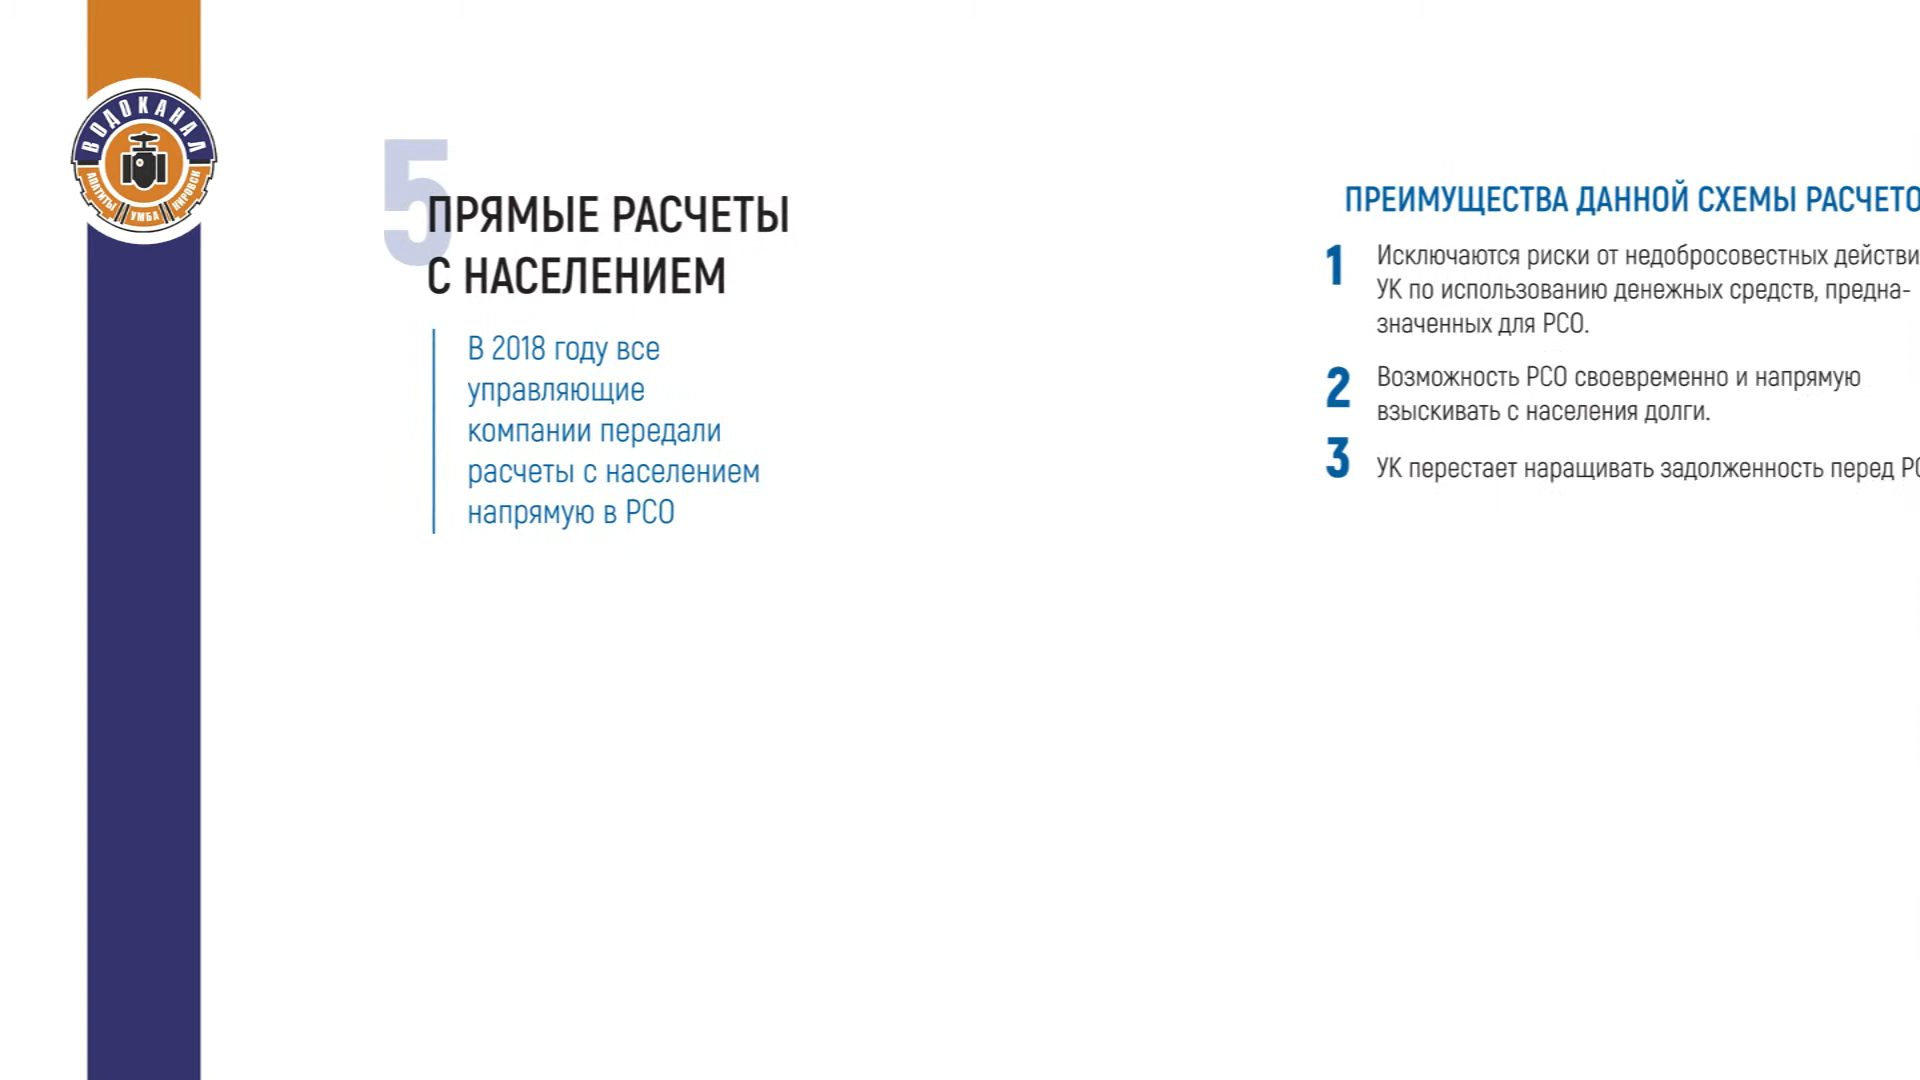 ВОДОКАНАЛ
АПАТИТЫ УМБА КИРОВСК
5
ПРЯМЫЕ РАСЧЕТЫ
С НАСЕЛЕНИЕМ
В 2018 году все
управляющие
компании передали
расчеты с населением
напрямую в РСО
ПРЕИМУЩЕСТВА ДАННОЙ СХЕМЫ РАСЧЕТО
1
Исключаются риски от недобросовестных действи
УК по использованию денежных средств, предна-
значенных для РСО.
2
Возможность РСО своевременно и напрямую
взыскивать с населения долги.
3
УК перестает наращивать задолженность перед РС